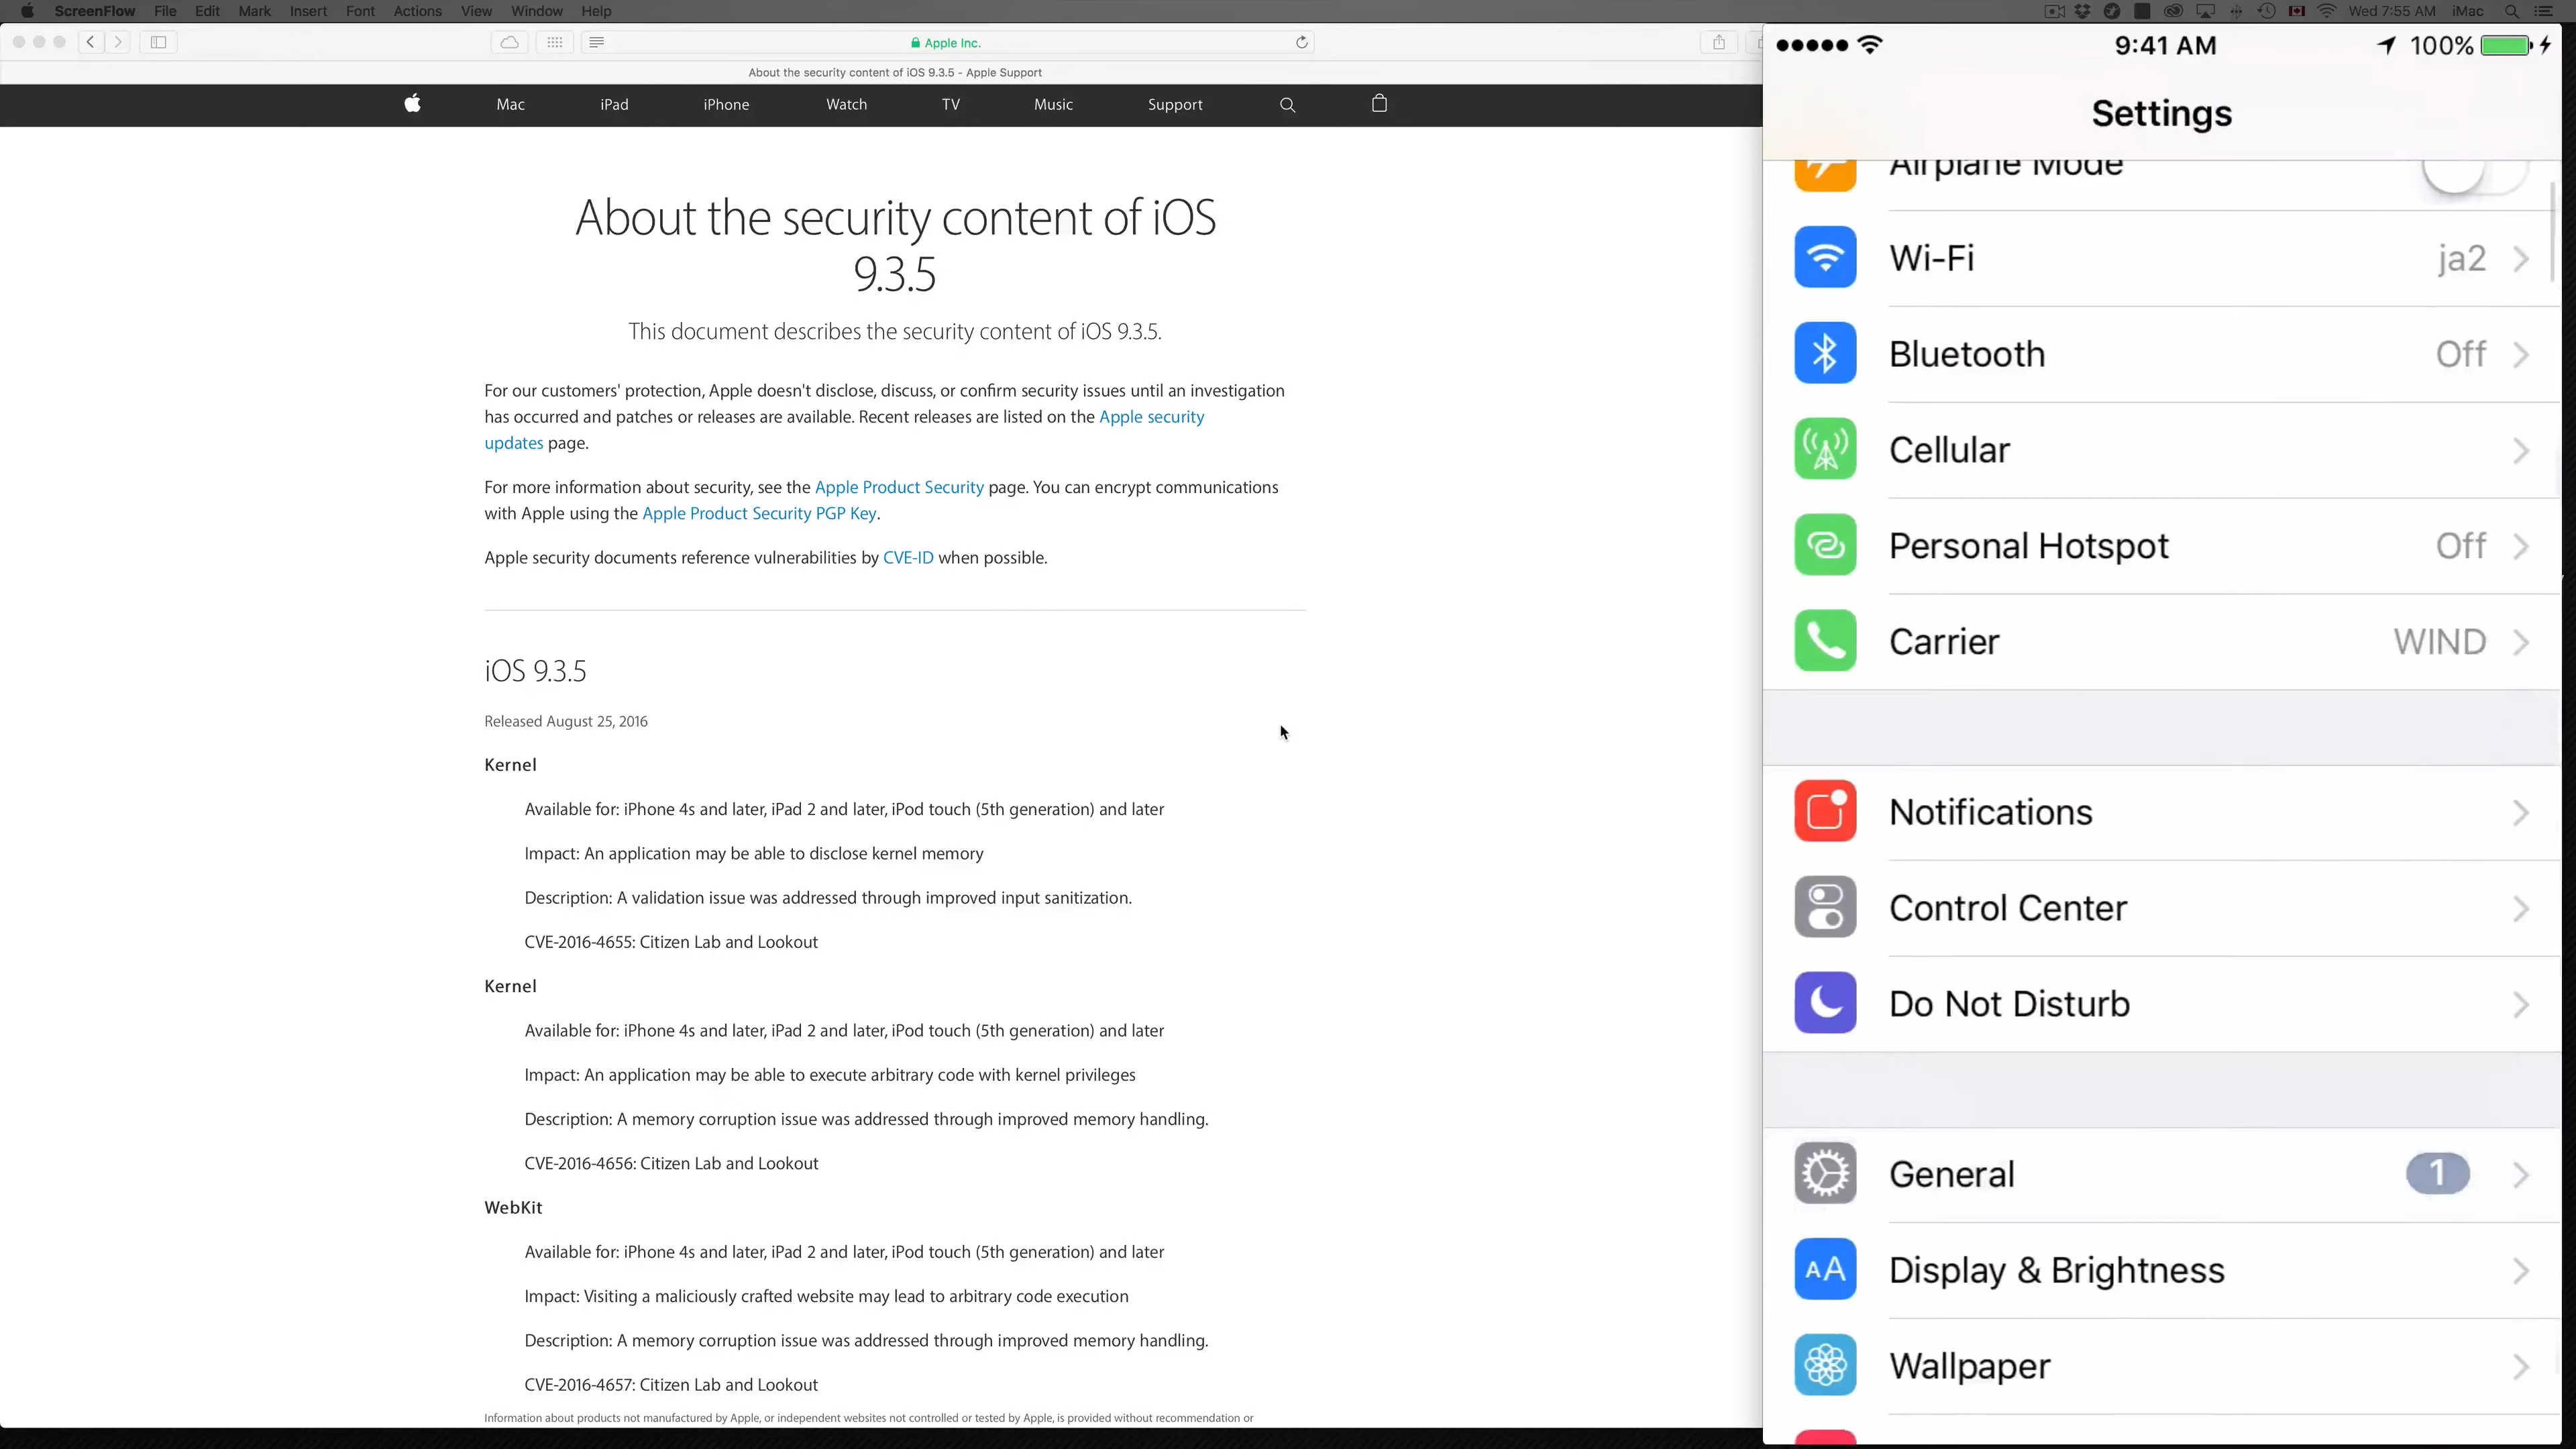 ScreenFlow File Edit Mark Insert Font Actions View Window Help
Wed 7:55 AM iMac
Apple Inc.
About the security content of iOS 9.3.5 - Apple Support
Mac iPad iPhone Watch TV Music Support
About the security content of iOS
9.3.5
This document describes the security content of iOS 9.3.5.
For our customers' protection, Apple doesn't disclose, discuss, or confirm security issues until an investigation
has occurred and patches or releases are available. Recent releases are listed on the Apple security
updates page.
For more information about security, see the Apple Product Security page. You can encrypt communications
with Apple using the Apple Product Security PGP Key.
Apple security documents reference vulnerabilities by CVE-ID when possible.
iOS 9.3.5
Released August 25, 2016
Kernel
Available for: iPhone 4s and later, iPad 2 and later, iPod touch (5th generation) and later
Impact: An application may be able to disclose kernel memory
Description: A validation issue was addressed through improved input sanitization.
CVE-2016-4655: Citizen Lab and Lookout
Kernel
Available for: iPhone 4s and later, iPad 2 and later, iPod touch (5th generation) and later
Impact: An application may be able to execute arbitrary code with kernel privileges
Description: A memory corruption issue was addressed through improved memory handling.
CVE-2016-4656: Citizen Lab and Lookout
WebKit
Available for: iPhone 4s and later, iPad 2 and later, iPod touch (5th generation) and later
Impact: Visiting a maliciously crafted website may lead to arbitrary code execution
Description: A memory corruption issue was addressed through improved memory handling.
CVE-2016-4657: Citizen Lab and Lookout
Information about products not manufactured by Apple, or independent websites not controlled or tested by Apple, is provided without recommendation or
9:41 AM 100%
Settings
Airplane Mode
Wi-Fi ja2
Bluetooth Off
Cellular
Personal Hotspot Off
Carrier WIND
Notifications
Control Center
Do Not Disturb
General 1
AA Display & Brightness
Wallpaper